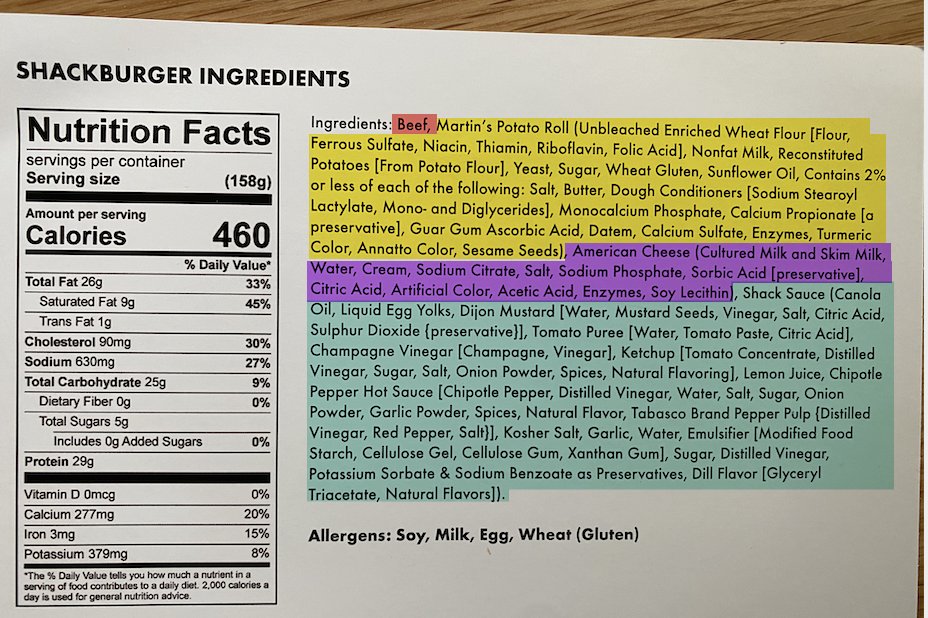 SHACKBURGER INGREDIENTS
Nutrition Facts
servings per container
Serving size (158g)
Amount per serving
Calories 460
% Daily Value*
Total Fat 26g 33%
Saturated Fat 9g 45%
Trans Fat 1g
Cholesterol 90mg 30%
Sodium 630mg 27%
Total Carbohydrate 25g 9%
Dietary Fiber 0g 0%
Total Sugars 5g
Includes 0g Added Sugars 0%
Protein 29g
Vitamin D 0mcg 0%
Calcium 277mg 20%
Iron 3mg 15%
Potassium 379mg 8%
*The % Daily Value tells you how much a nutrient in a
serving of food contributes to a daily diet. 2,000 calories a
day is used for general nutrition advice.
Ingredients: Beef, Martin's Potato Roll (Unbleached Enriched Wheat Flour [Flour,
Ferrous Sulfate, Niacin, Thiamin, Riboflavin, Folic Acid], Nonfat Milk, Reconstituted
Potatoes [From Potato Flour], Yeast, Sugar, Wheat Gluten, Sunflower Oil, Contains 2%
or less of each of the following: Salt, Butter, Dough Conditioners [Sodium Stearoyl
Lactylate, Mono- and Diglycerides], Monocalcium Phosphate, Calcium Propionate [a
preservative], Guar Gum Ascorbic Acid, Datem, Calcium Sulfate, Enzymes, Turmeric
Color, Annatto Color, Sesame Seeds), American Cheese (Cultured Milk and Skim Milk,
Water, Cream, Sodium Citrate, Salt, Sodium Phosphate, Sorbic Acid [preservative],
Citric Acid, Artificial Color, Acetic Acid, Enzymes, Soy Lecithin), Shack Sauce (Canola
Oil, Liquid Egg Yolks, Dijon Mustard [Water, Mustard Seeds, Vinegar, Salt, Citric Acid,
Sulphur Dioxide {preservative}], Tomato Puree [Water, Tomato Paste, Citric Acid],
Champagne Vinegar [Champagne, Vinegar], Ketchup [Tomato Concentrate, Distilled
Vinegar, Sugar, Salt, Onion Powder, Spices, Natural Flavoring], Lemon Juice, Chipotle
Pepper Hot Sauce [Chipotle Pepper, Distilled Vinegar, Water, Salt, Sugar, Onion
Powder, Garlic Powder, Spices, Natural Flavor, Tabasco Brand Pepper Pulp {Distilled
Vinegar, Red Pepper, Salt}], Kosher Salt, Garlic, Water, Emulsifier [Modified Food
Starch, Cellulose Gel, Cellulose Gum, Xanthan Gum], Sugar, Distilled Vinegar,
Potassium Sorbate & Sodium Benzoate as Preservatives, Dill Flavor [Glyceryl
Triacetate, Natural Flavors]).
Allergens: Soy, Milk, Egg, Wheat (Gluten)